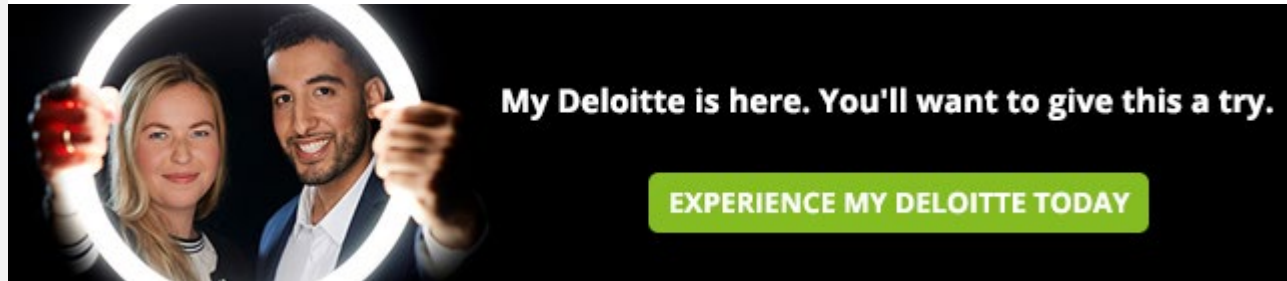 My Deloitte is here. You'll want to give this a try.
EXPERIENCE MY DELOITTE TODAY